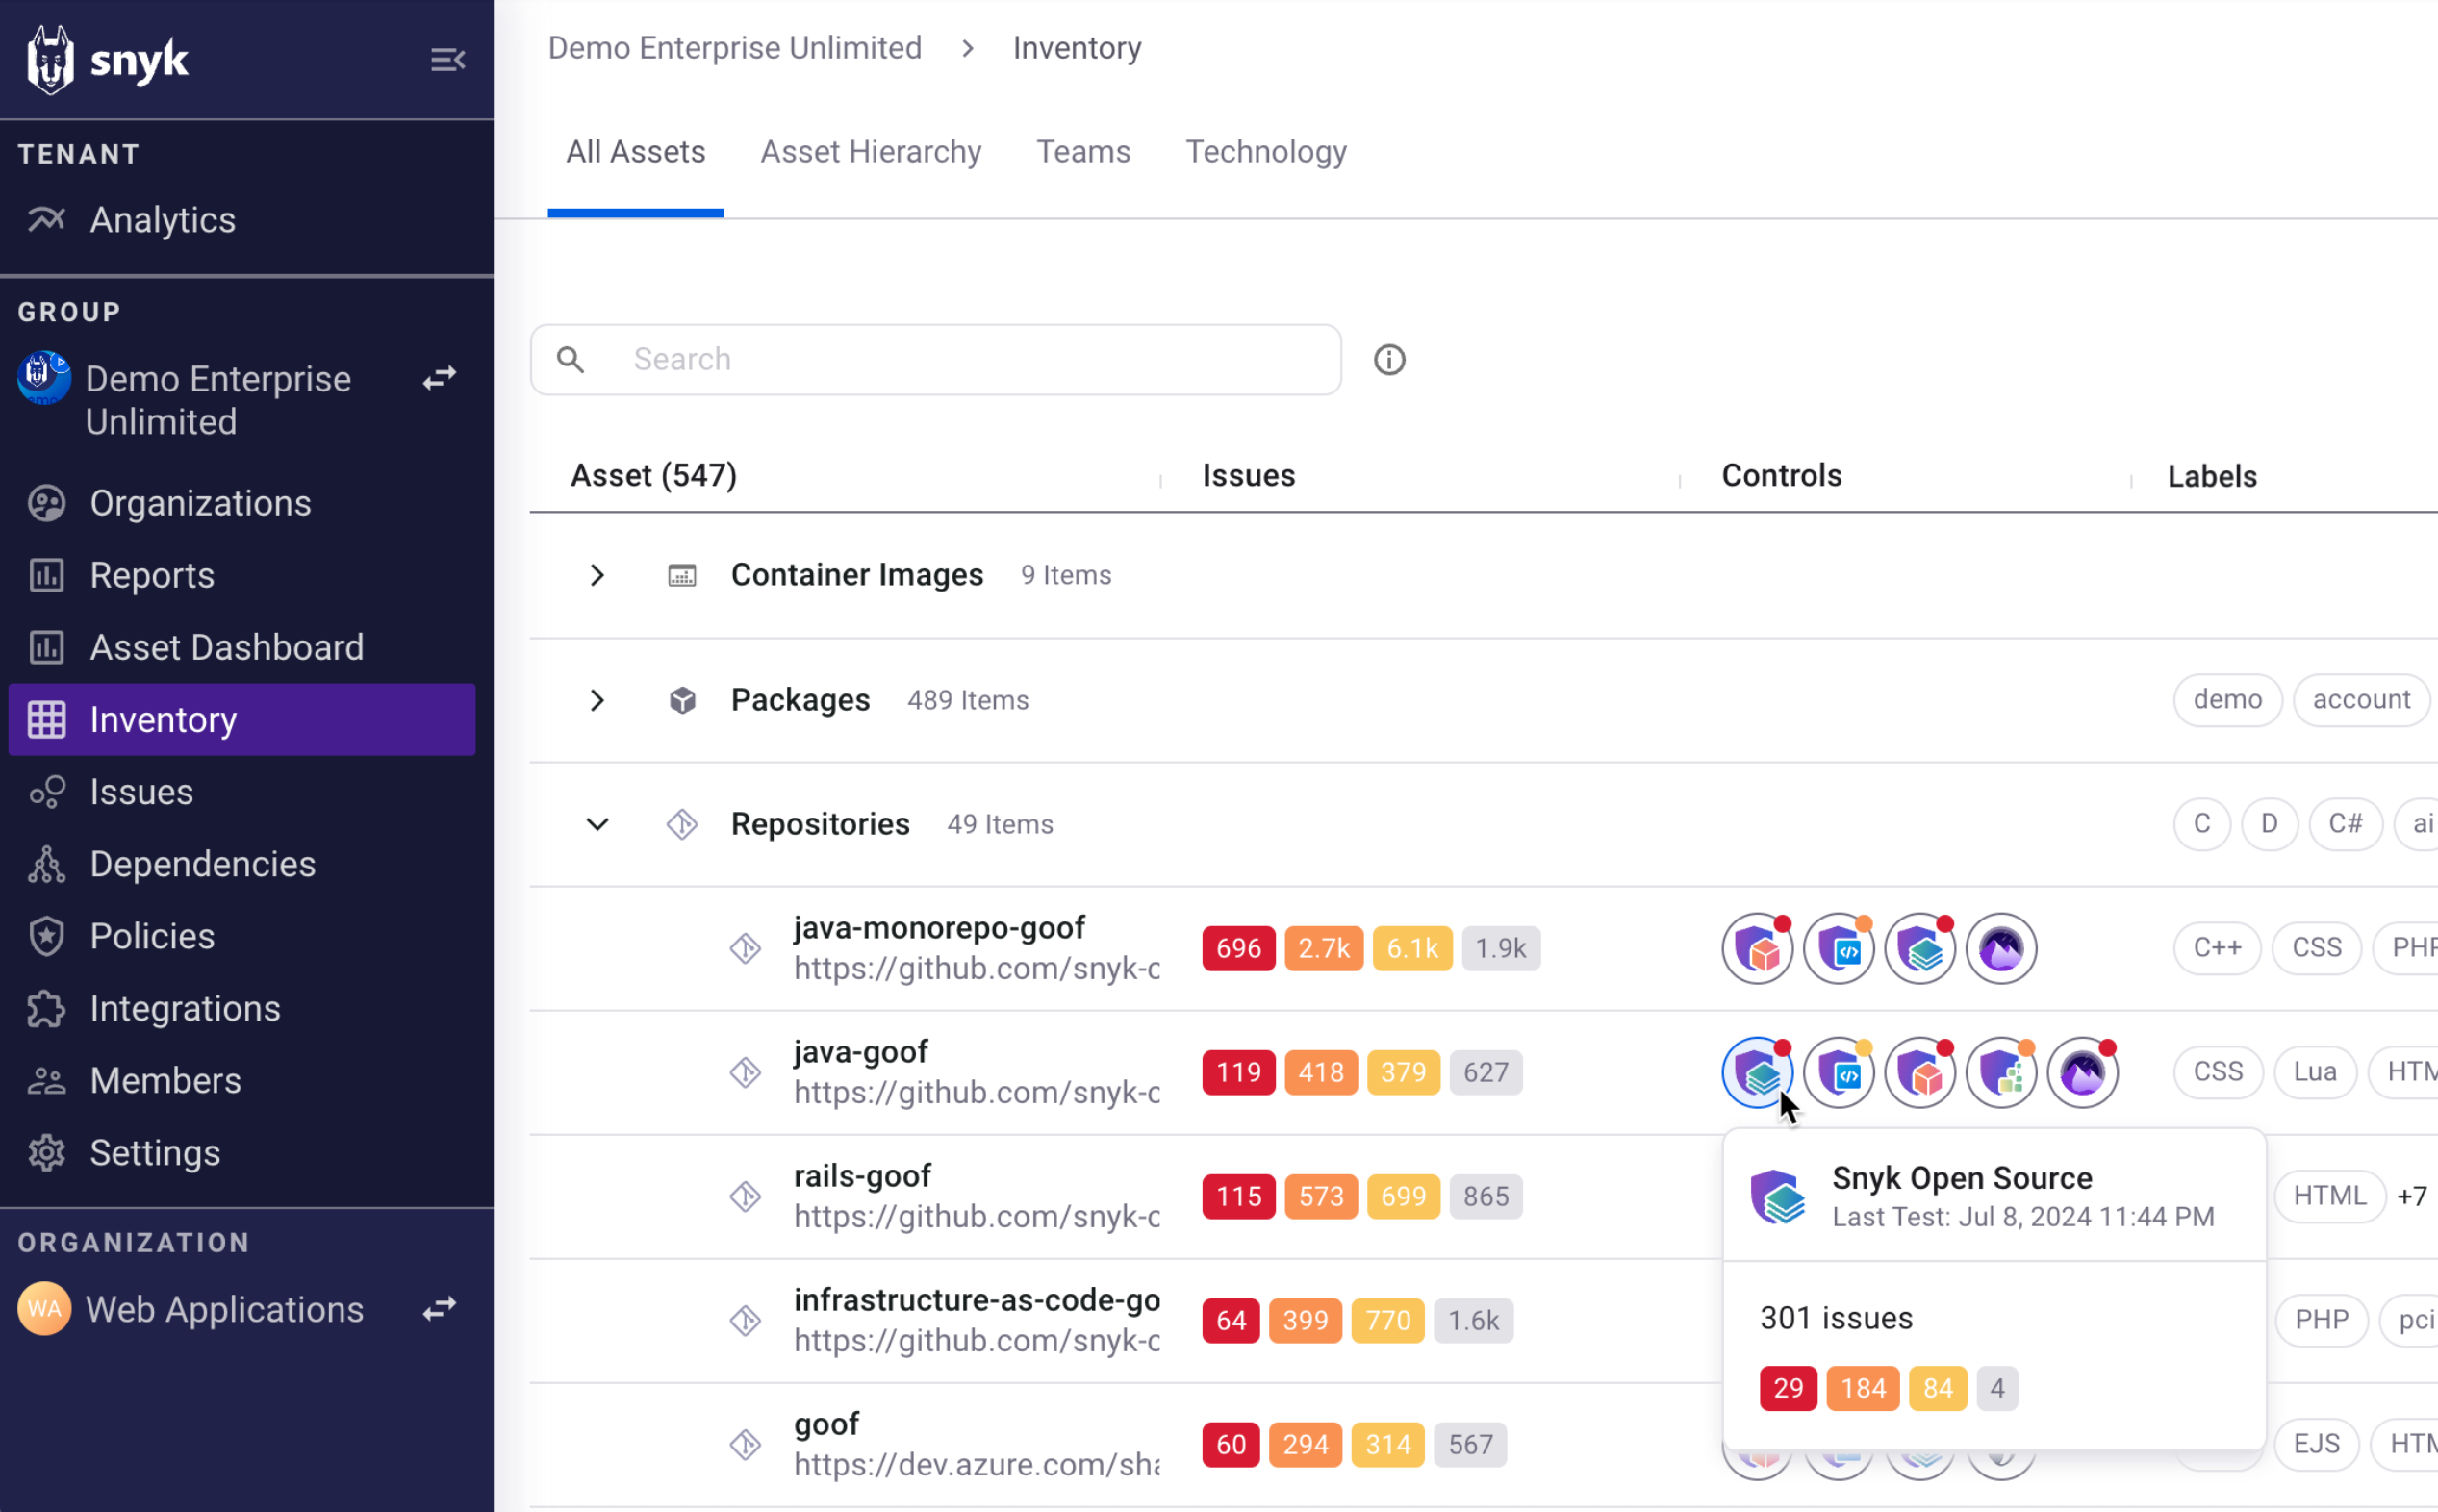 snyk
TENANT
Analytics
GROUP
Demo Enterprise
Unlimited
Organizations
Reports
Asset Dashboard
Inventory
Issues
Dependencies
Policies
Integrations
Members
Settings
ORGANIZATION
WA Web Applications
Demo Enterprise Unlimited > Inventory
All Assets Asset Hierarchy Teams Technology
Search
Asset (547) Issues Controls Labels
Container Images 9 Items
Packages 489 Items demo account
Repositories 49 Items C D C# ai
java-monorepo-goof
https://github.com/snyk-c
696 2.7k 6.1k 1.9k C++ CSS PHP
java-goof
https://github.com/snyk-c
119 418 379 627 CSS Lua HTM
rails-goof
https://github.com/snyk-c
115 573 699 865 HTML +7
infrastructure-as-code-go
https://github.com/snyk-c
64 399 770 1.6k PHP pci
goof
https://dev.azure.com/sha
60 294 314 567 EJS HTM
Snyk Open Source
Last Test: Jul 8, 2024 11:44 PM
301 issues
29 184 84 4